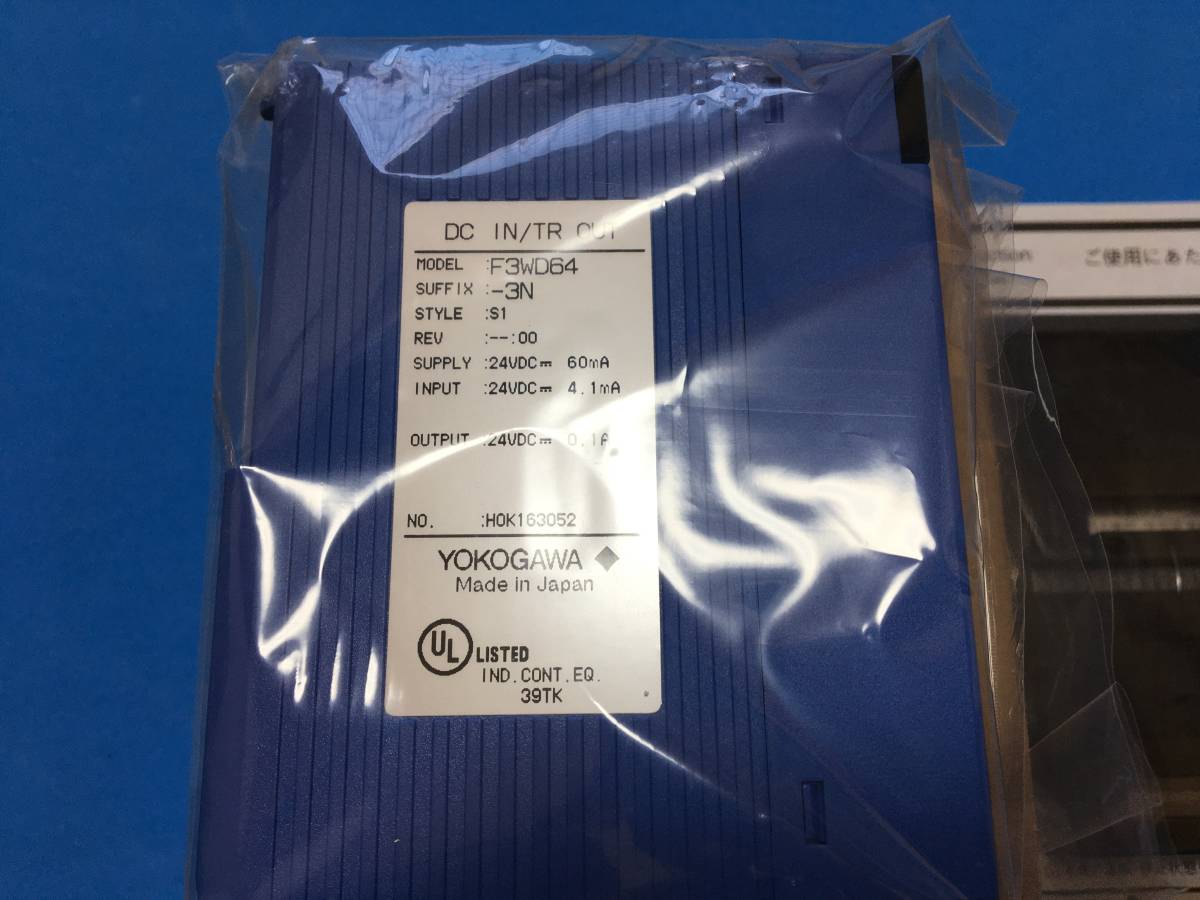 DC IN/TR OUT
MODEL :F3WD64
SUFFIX :-3N
STYLE :S1
REV :--:00
SUPPLY :24VDC⎓ 60mA
INPUT :24VDC⎓ 4.1mA
OUTPUT :24VDC⎓ 0.1A
NO. :H0K163052
YOKOGAWA
Made in Japan
UL LISTED
IND.CONT.EQ.
39TK
ご使用にあた